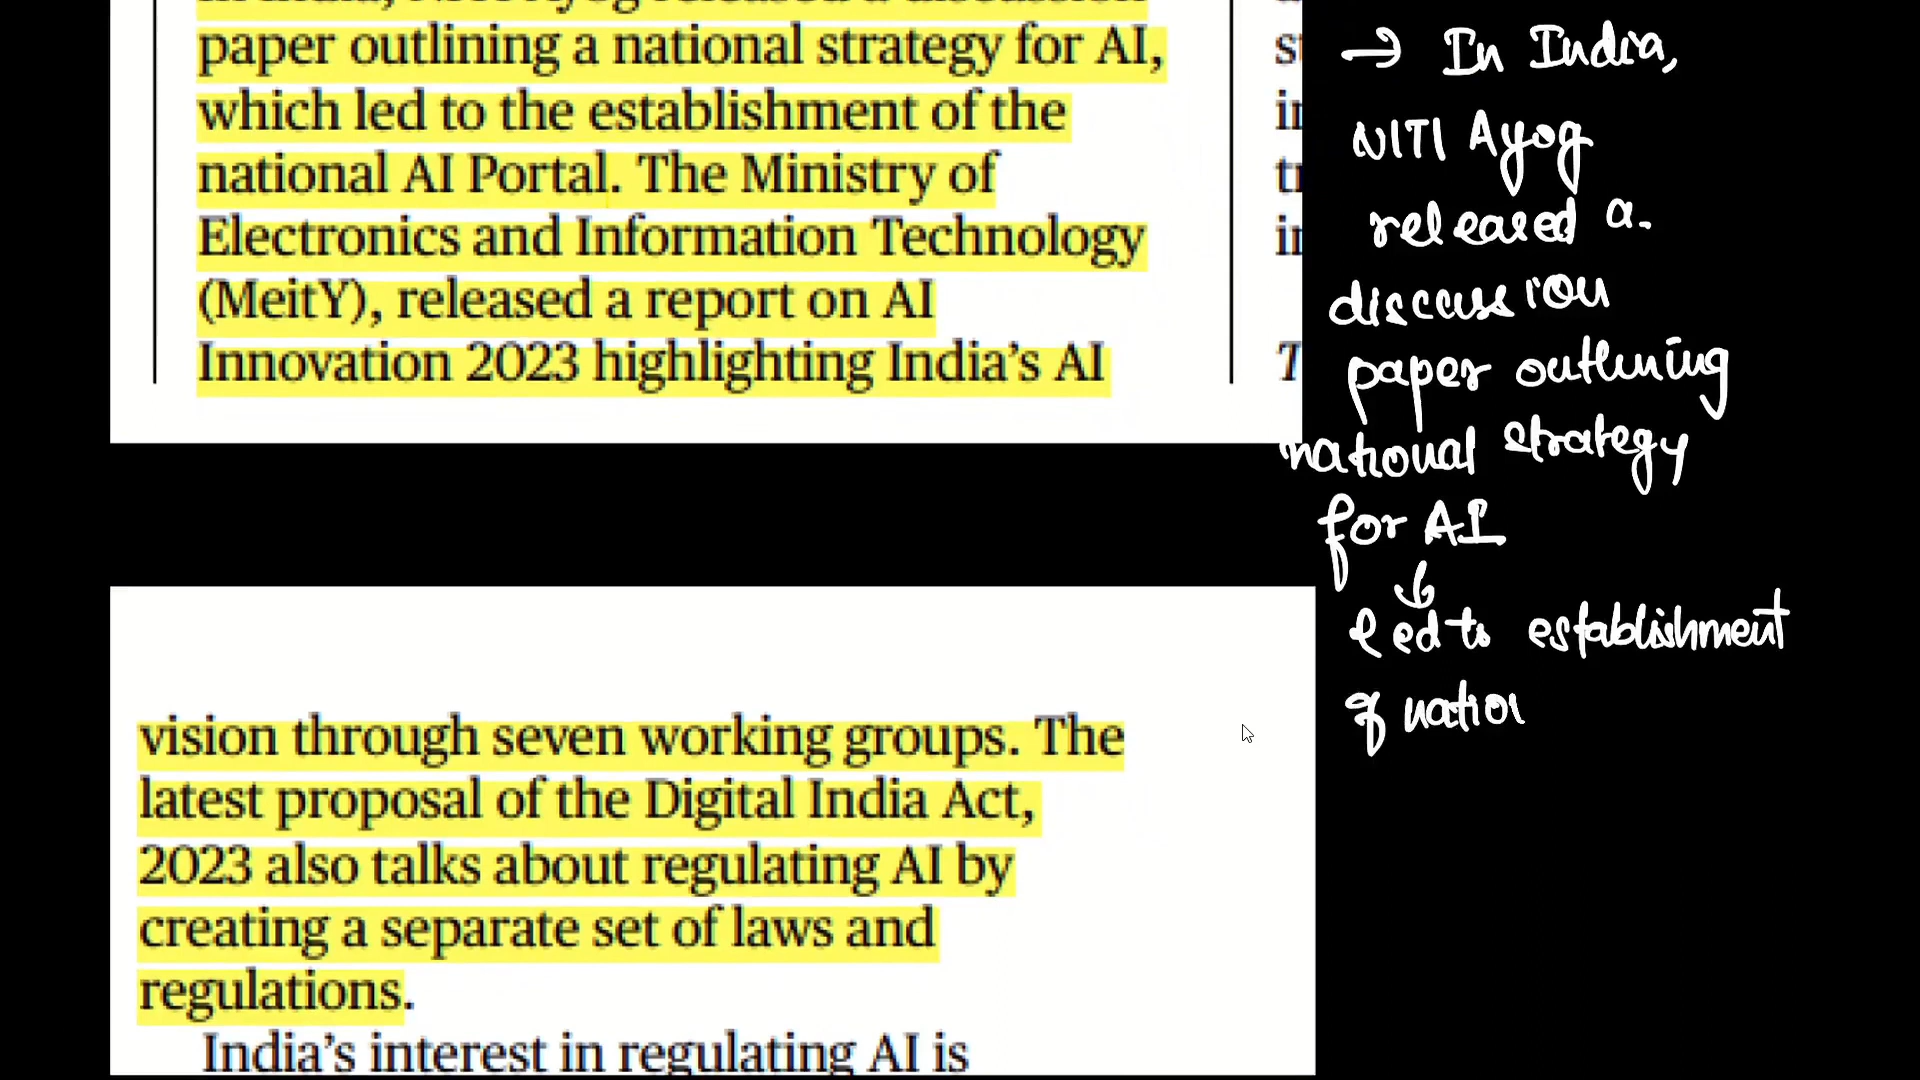 paper outlining a national strategy for AI,
which led to the establishment of the
national AI Portal. The Ministry of
Electronics and Information Technology
(MeitY), released a report on AI
Innovation 2023 highlighting India's AI
vision through seven working groups. The
latest proposal of the Digital India Act,
2023 also talks about regulating AI by
creating a separate set of laws and
regulations.
India's interest in regulating AI is
→ In India,
NITI Ayog
released a
discussion
paper outlining
national strategy
for AI
led to establishment
of nation